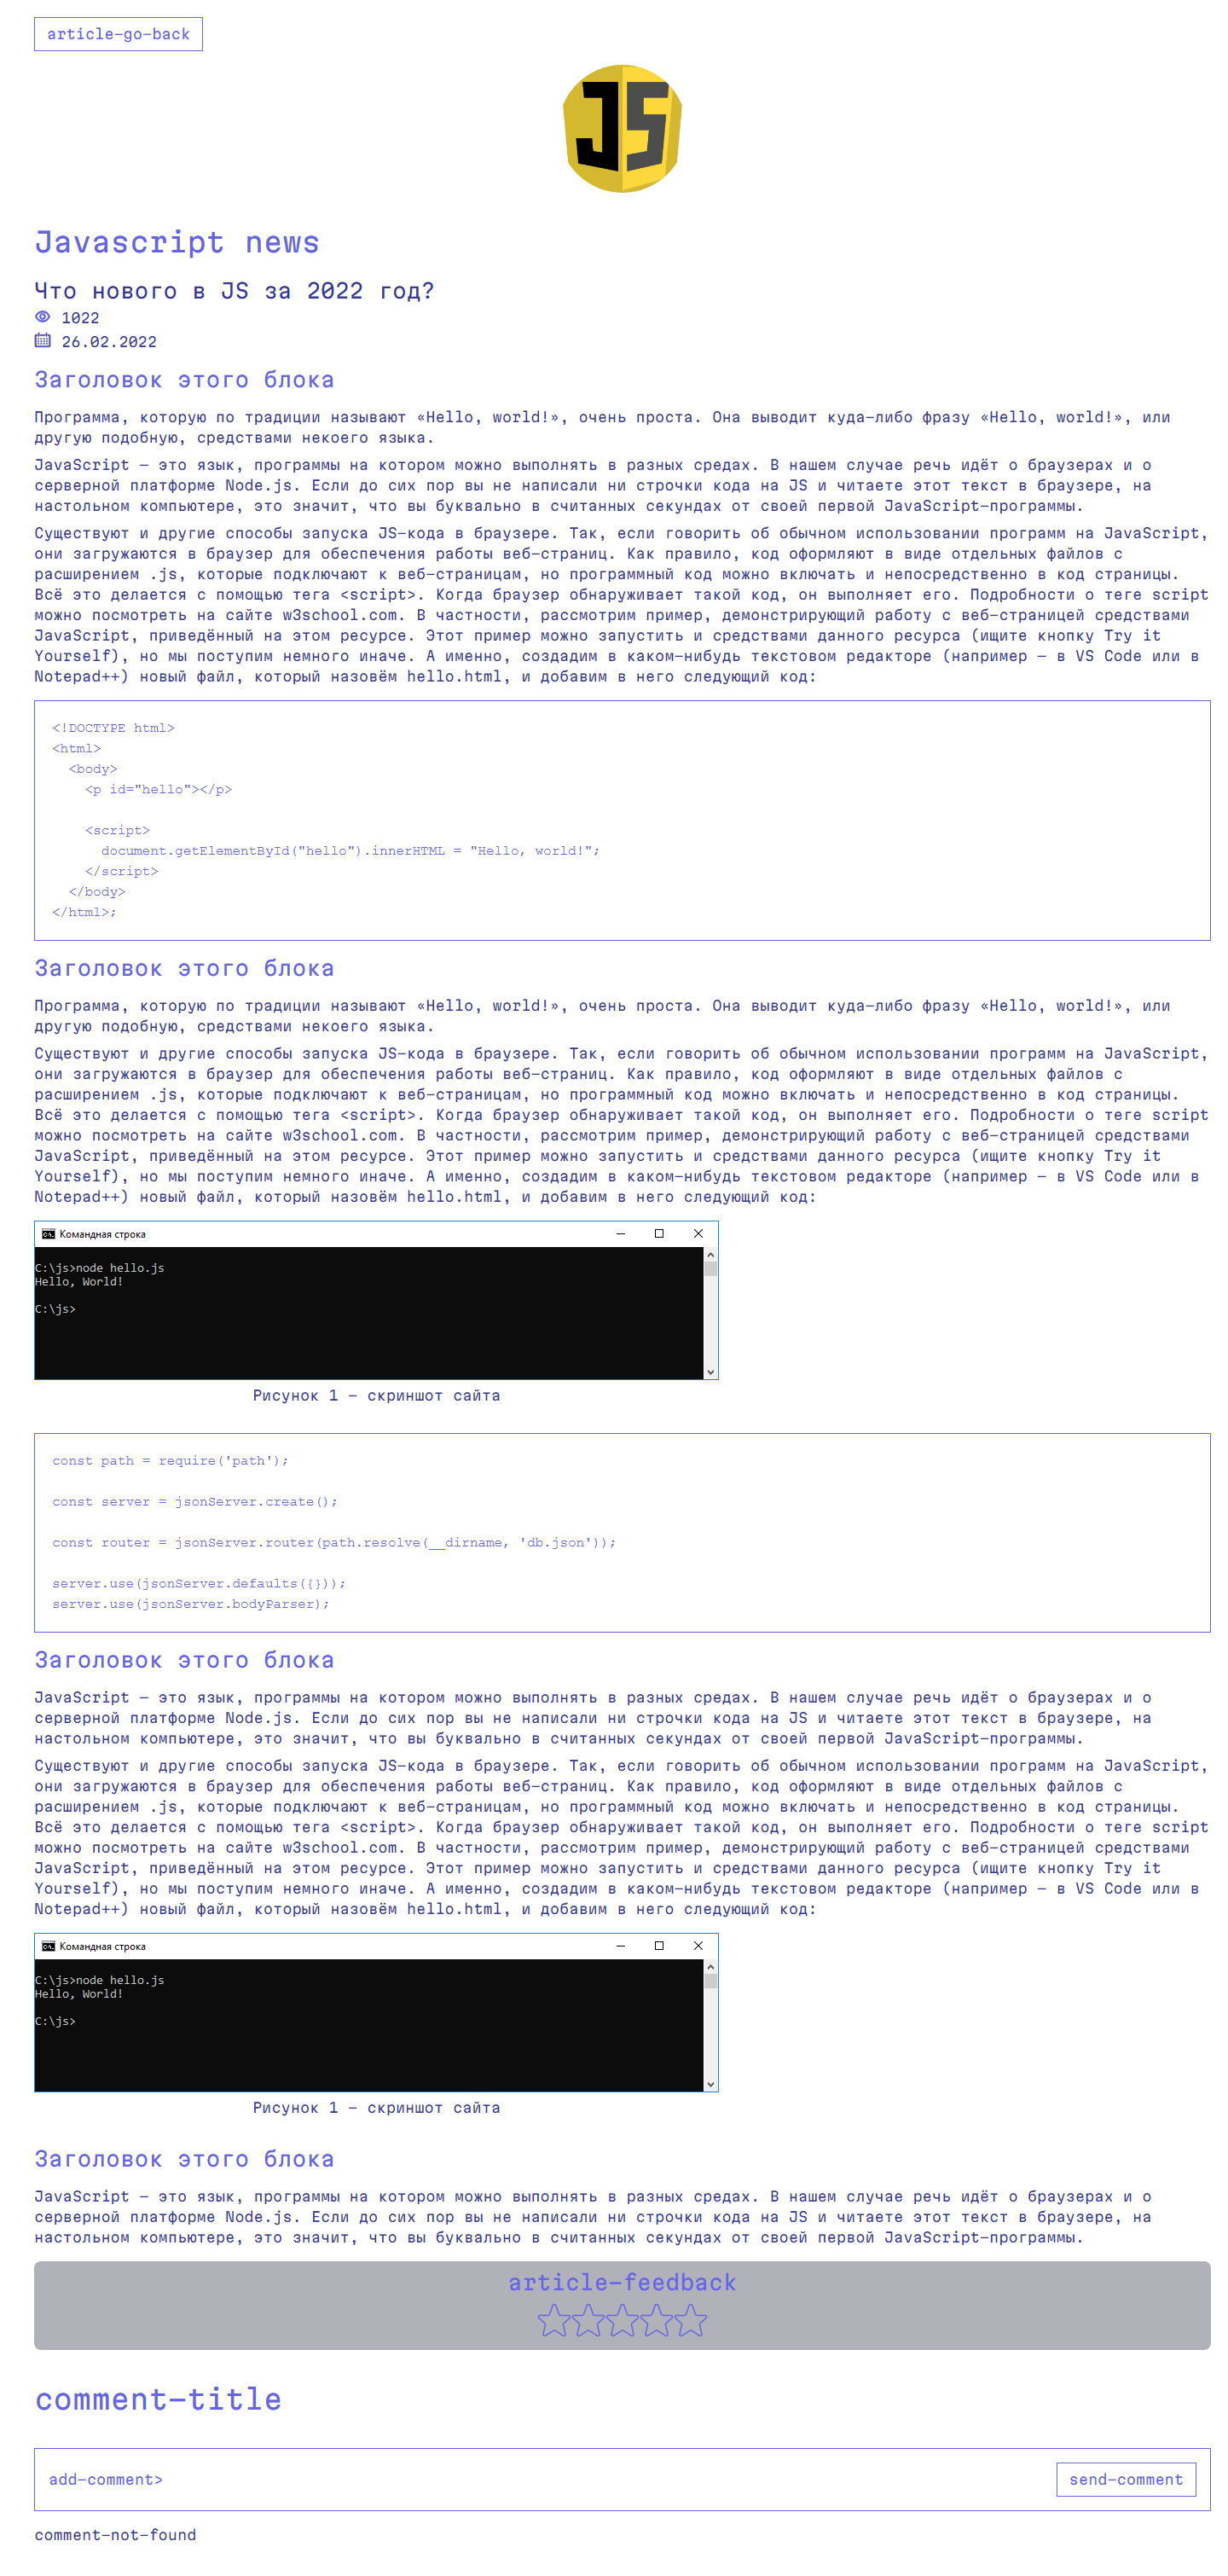 article-go-back
JS
Javascript news
Что нового в JS за 2022 год?
1022
26.02.2022
Заголовок этого блока
Программа, которую по традиции называют «Hello, world!», очень проста. Она выводит куда-либо фразу «Hello, world!», или
другую подобную, средствами некоего языка.
JavaScript — это язык, программы на котором можно выполнять в разных средах. В нашем случае речь идёт о браузерах и о
серверной платформе Node.js. Если до сих пор вы не написали ни строчки кода на JS и читаете этот текст в браузере, на
настольном компьютере, это значит, что вы буквально в считанных секундах от своей первой JavaScript-программы.
Существуют и другие способы запуска JS-кода в браузере. Так, если говорить об обычном использовании программ на JavaScript,
они загружаются в браузер для обеспечения работы веб-страниц. Как правило, код оформляют в виде отдельных файлов с
расширением .js, которые подключают к веб-страницам, но программный код можно включать и непосредственно в код страницы.
Всё это делается с помощью тега <script>. Когда браузер обнаруживает такой код, он выполняет его. Подробности о теге script
можно посмотреть на сайте w3school.com. В частности, рассмотрим пример, демонстрирующий работу с веб-страницей средствами
JavaScript, приведённый на этом ресурсе. Этот пример можно запустить и средствами данного ресурса (ищите кнопку Try it
Yourself), но мы поступим немного иначе. А именно, создадим в каком-нибудь текстовом редакторе (например — в VS Code или в
Notepad++) новый файл, который назовём hello.html, и добавим в него следующий код:
<!DOCTYPE html>
<html>
  <body>
    <p id="hello"></p>
    <script>
      document.getElementById("hello").innerHTML = "Hello, world!";
    </script>
  </body>
</html>;
Заголовок этого блока
Программа, которую по традиции называют «Hello, world!», очень проста. Она выводит куда-либо фразу «Hello, world!», или
другую подобную, средствами некоего языка.
Существуют и другие способы запуска JS-кода в браузере. Так, если говорить об обычном использовании программ на JavaScript,
они загружаются в браузер для обеспечения работы веб-страниц. Как правило, код оформляют в виде отдельных файлов с
расширением .js, которые подключают к веб-страницам, но программный код можно включать и непосредственно в код страницы.
Всё это делается с помощью тега <script>. Когда браузер обнаруживает такой код, он выполняет его. Подробности о теге script
можно посмотреть на сайте w3school.com. В частности, рассмотрим пример, демонстрирующий работу с веб-страницей средствами
JavaScript, приведённый на этом ресурсе. Этот пример можно запустить и средствами данного ресурса (ищите кнопку Try it
Yourself), но мы поступим немного иначе. А именно, создадим в каком-нибудь текстовом редакторе (например — в VS Code или в
Notepad++) новый файл, который назовём hello.html, и добавим в него следующий код:
Командная строка
C:\js>node hello.js
Hello, World!
C:\js>
Рисунок 1 - скриншот сайта
const path = require('path');
const server = jsonServer.create();
const router = jsonServer.router(path.resolve(__dirname, 'db.json'));
server.use(jsonServer.defaults({}));
server.use(jsonServer.bodyParser);
Заголовок этого блока
JavaScript — это язык, программы на котором можно выполнять в разных средах. В нашем случае речь идёт о браузерах и о
серверной платформе Node.js. Если до сих пор вы не написали ни строчки кода на JS и читаете этот текст в браузере, на
настольном компьютере, это значит, что вы буквально в считанных секундах от своей первой JavaScript-программы.
Существуют и другие способы запуска JS-кода в браузере. Так, если говорить об обычном использовании программ на JavaScript,
они загружаются в браузер для обеспечения работы веб-страниц. Как правило, код оформляют в виде отдельных файлов с
расширением .js, которые подключают к веб-страницам, но программный код можно включать и непосредственно в код страницы.
Всё это делается с помощью тега <script>. Когда браузер обнаруживает такой код, он выполняет его. Подробности о теге script
можно посмотреть на сайте w3school.com. В частности, рассмотрим пример, демонстрирующий работу с веб-страницей средствами
JavaScript, приведённый на этом ресурсе. Этот пример можно запустить и средствами данного ресурса (ищите кнопку Try it
Yourself), но мы поступим немного иначе. А именно, создадим в каком-нибудь текстовом редакторе (например — в VS Code или в
Notepad++) новый файл, который назовём hello.html, и добавим в него следующий код:
Командная строка
C:\js>node hello.js
Hello, World!
C:\js>
Рисунок 1 - скриншот сайта
Заголовок этого блока
JavaScript — это язык, программы на котором можно выполнять в разных средах. В нашем случае речь идёт о браузерах и о
серверной платформе Node.js. Если до сих пор вы не написали ни строчки кода на JS и читаете этот текст в браузере, на
настольном компьютере, это значит, что вы буквально в считанных секундах от своей первой JavaScript-программы.
article-feedback
comment-title
add-comment>
send-comment
comment-not-found